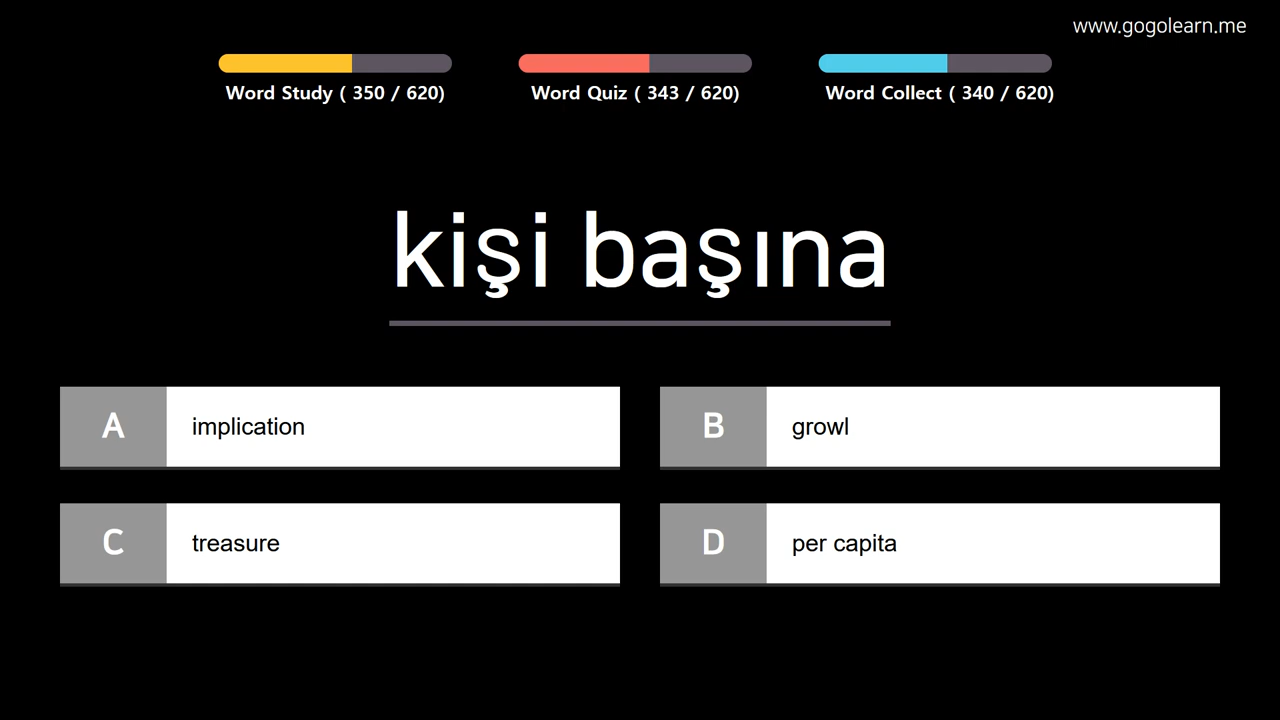 www.gogolearn.me
Word Study ( 350 / 620)
Word Quiz ( 343 / 620)
Word Collect ( 340 / 620)
kişi başına
A implication
B growl
C treasure
D per capita